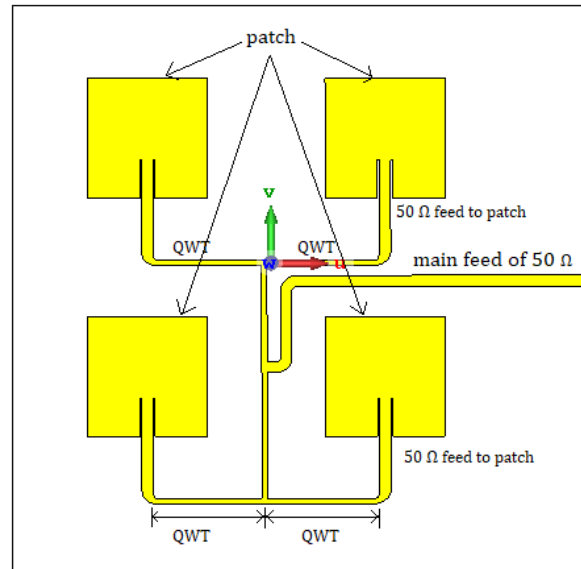 patch
v
50 Ω feed to patch
QWT
QWT
w
u
main feed of 50 Ω
50 Ω feed to patch
QWT
QWT